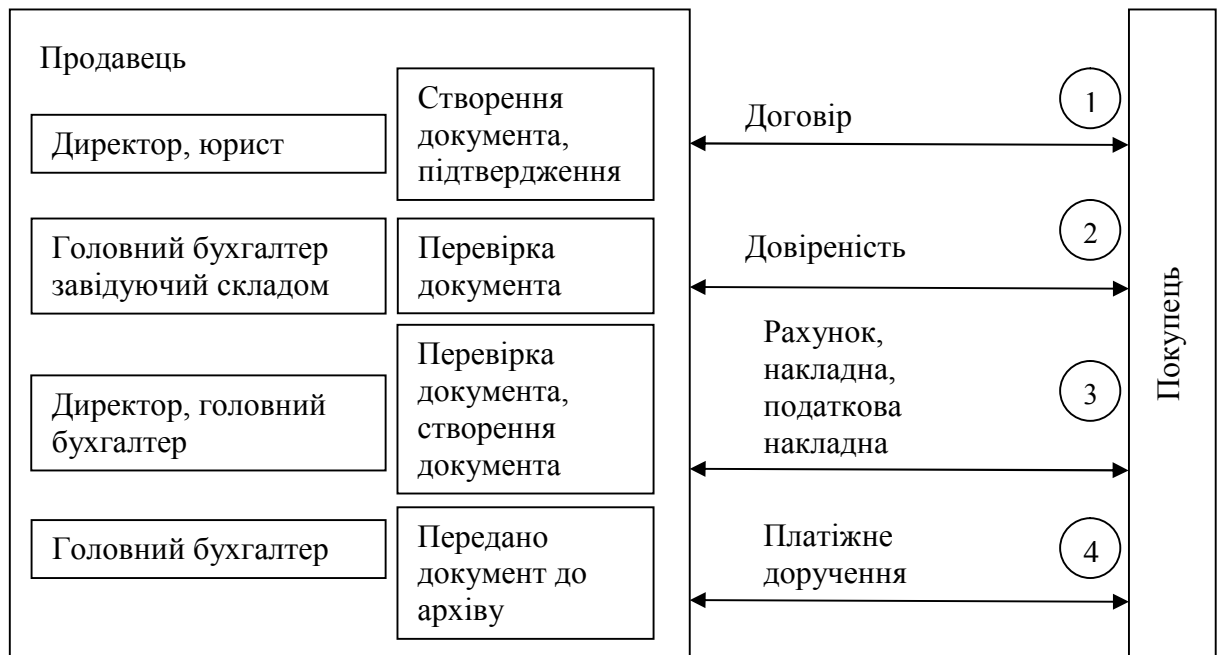 Продавець
Директор, юрист
Створення
документа,
підтвердження
Договір
1
Головний бухгалтер
завідуючий складом
Перевірка
документа
Довіреність
2
Директор, головний
бухгалтер
Перевірка
документа,
створення
документа
Рахунок,
накладна,
податкова
накладна
3
Головний бухгалтер
Передано
документ до
архіву
Платіжне
доручення
4
Покупець